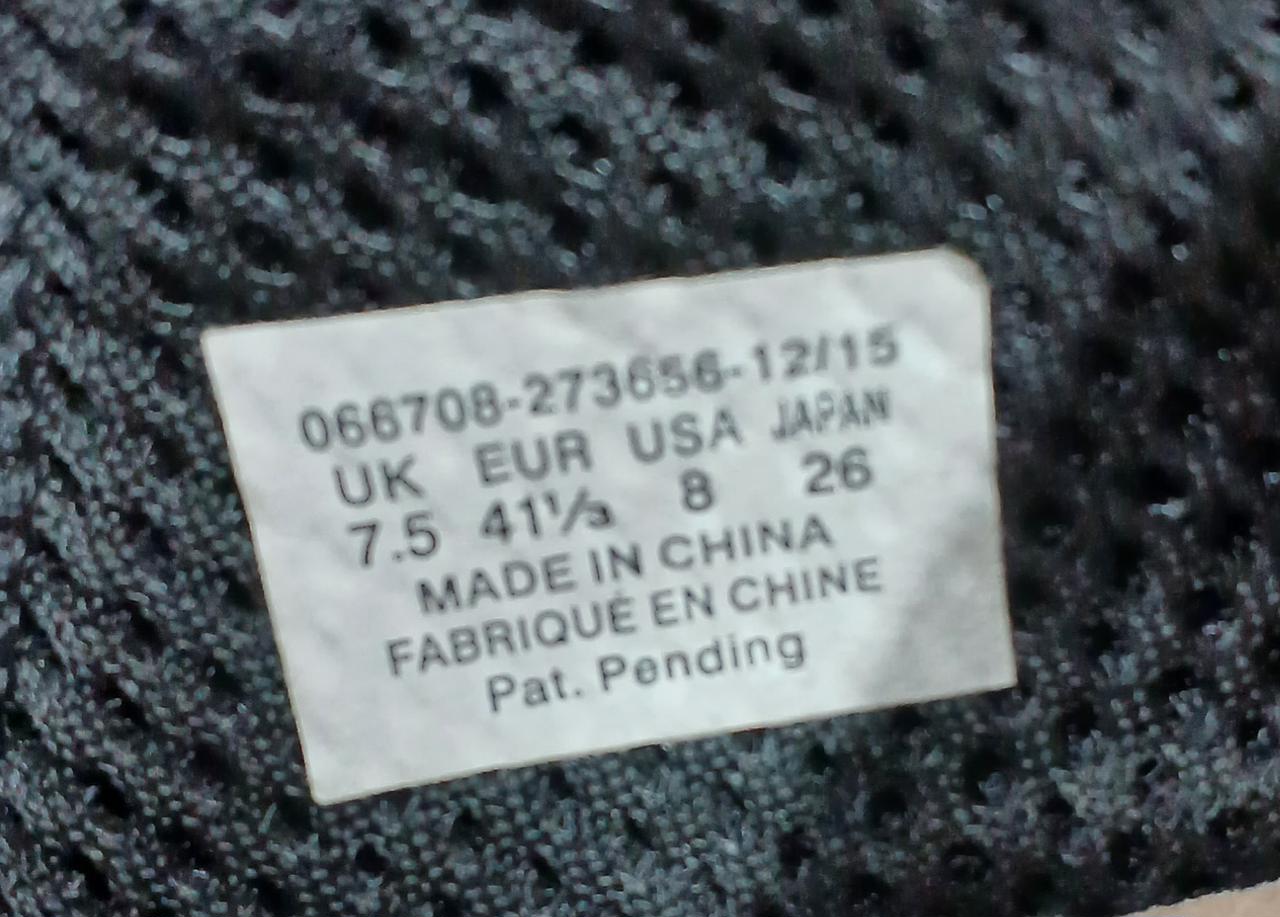 066708-273656-12/15
UK EUR USA JAPAN
7.5 41⅓ 8 26
MADE IN CHINA
FABRIQUÉ EN CHINE
Pat. Pending